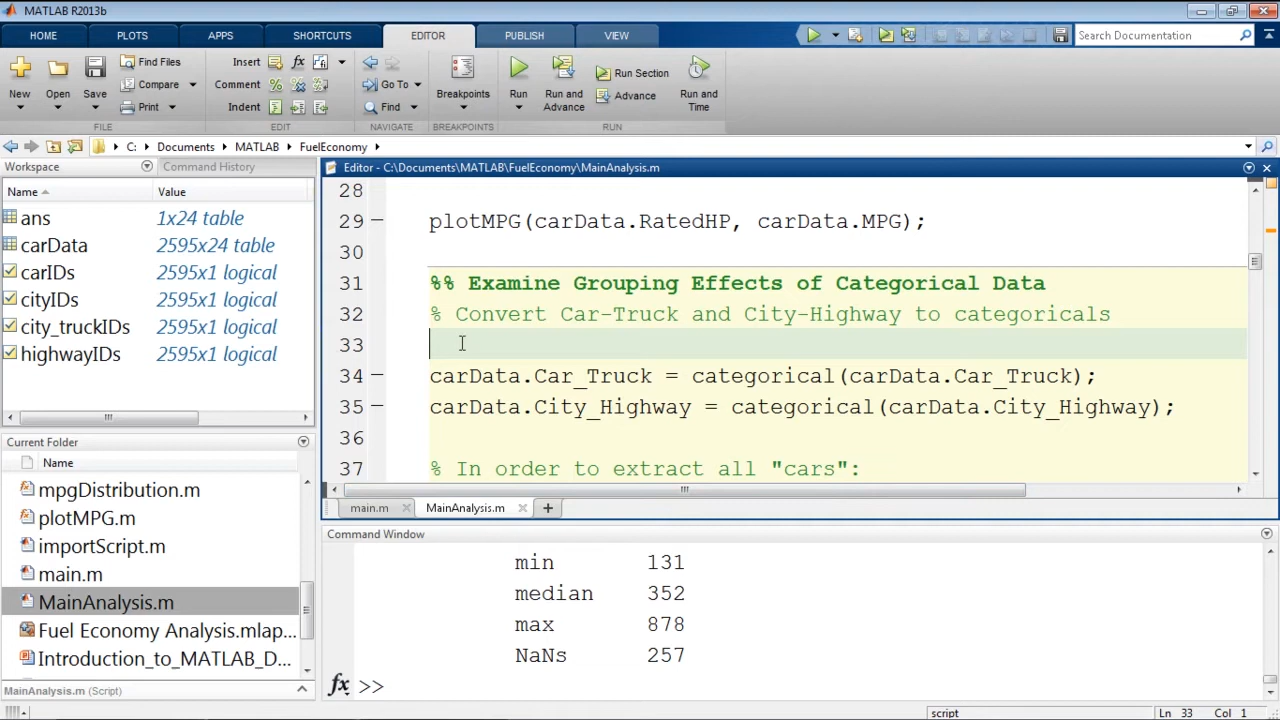 MATLAB R2013b
HOME PLOTS APPS SHORTCUTS EDITOR PUBLISH VIEW Search Documentation
New Open Save Find Files Compare Print
Insert fx Comment % Indent
Go To Find
Breakpoints Run Run and Advance Run Section Advance Run and Time
FILE EDIT NAVIGATE BREAKPOINTS RUN
C: Documents MATLAB FuelEconomy
Workspace Command History
Name Value
ans 1x24 table
carData 2595x24 table
carIDs 2595x1 logical
cityIDs 2595x1 logical
city_truckIDs 2595x1 logical
highwayIDs 2595x1 logical
Current Folder
Name
mpgDistribution.m
plotMPG.m
importScript.m
main.m
MainAnalysis.m
Fuel Economy Analysis.mlap...
Introduction_to_MATLAB_D...
MainAnalysis.m (Script)
Editor - C:\Documents\MATLAB\FuelEconomy\MainAnalysis.m
28
29 plotMPG(carData.RatedHP, carData.MPG);
30
31 %% Examine Grouping Effects of Categorical Data
32 % Convert Car-Truck and City-Highway to categoricals
33
34 carData.Car_Truck = categorical(carData.Car_Truck);
35 carData.City_Highway = categorical(carData.City_Highway);
36
37 % In order to extract all "cars":
main.m MainAnalysis.m
Command Window
min 131
median 352
max 878
NaNs 257
fx >>
script Ln 33 Col 1